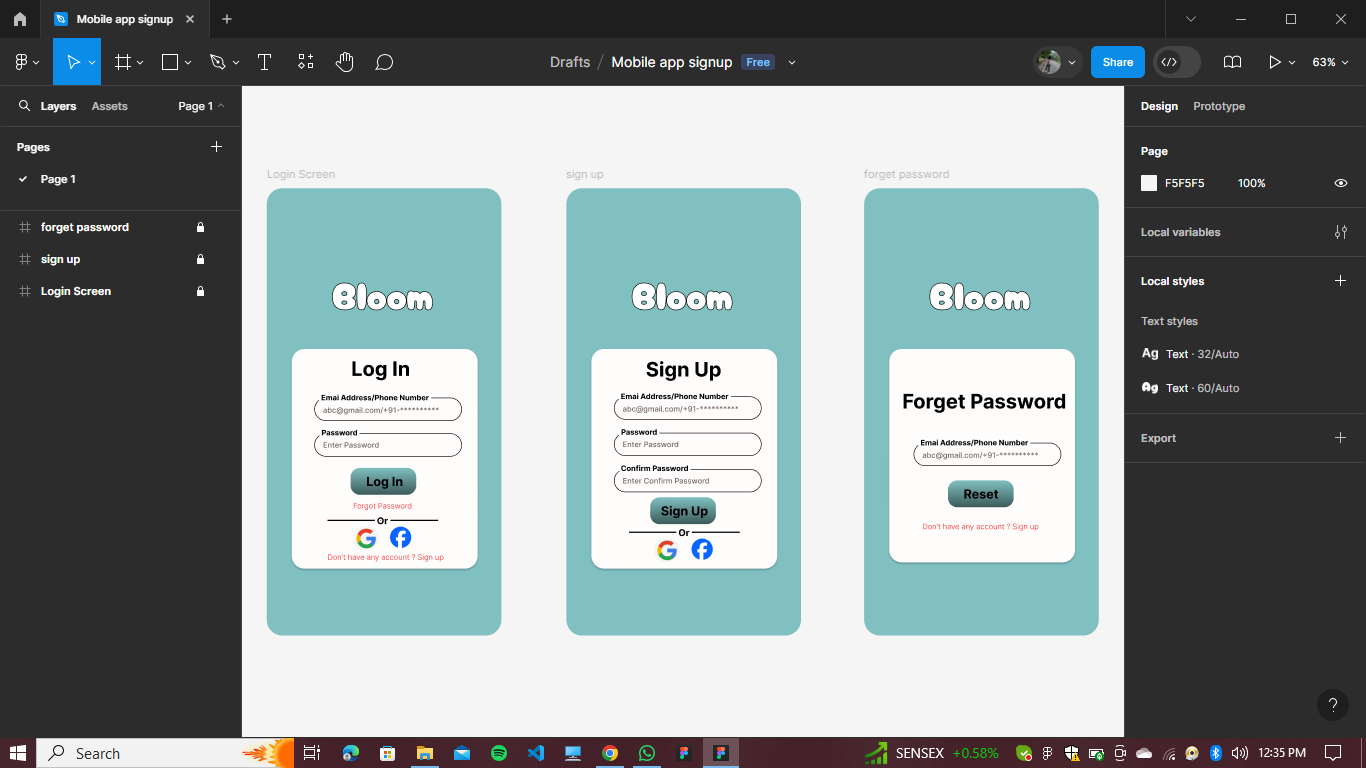 Mobile app signup
Drafts / Mobile app signup Free
Share
63%
Layers Assets Page 1
Pages
Page 1
forget password
sign up
Login Screen
Login Screen
Bloom
Log In
Emai Address/Phone Number
abc@gmail.com/+91-**********
Password
Enter Password
Log In
Forgot Password
Or
Don't have any account ? Sign up
sign up
Bloom
Sign Up
Emai Address/Phone Number
abc@gmail.com/+91-**********
Password
Enter Password
Confirm Password
Enter Confirm Password
Sign Up
Or
forget password
Bloom
Forget Password
Emai Address/Phone Number
abc@gmail.com/+91-**********
Reset
Don't have any account ? Sign up
Design Prototype
Page
F5F5F5 100%
Local variables
Local styles
Text styles
Ag Text · 32/Auto
Ag Text · 60/Auto
Export
?
Search
SENSEX +0.58%
12:35 PM